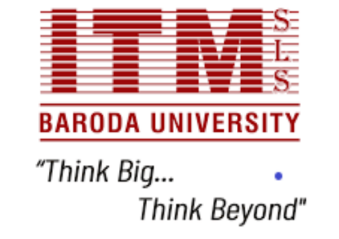 ITM SLS
BARODA UNIVERSITY
“Think Big...
Think Beyond"